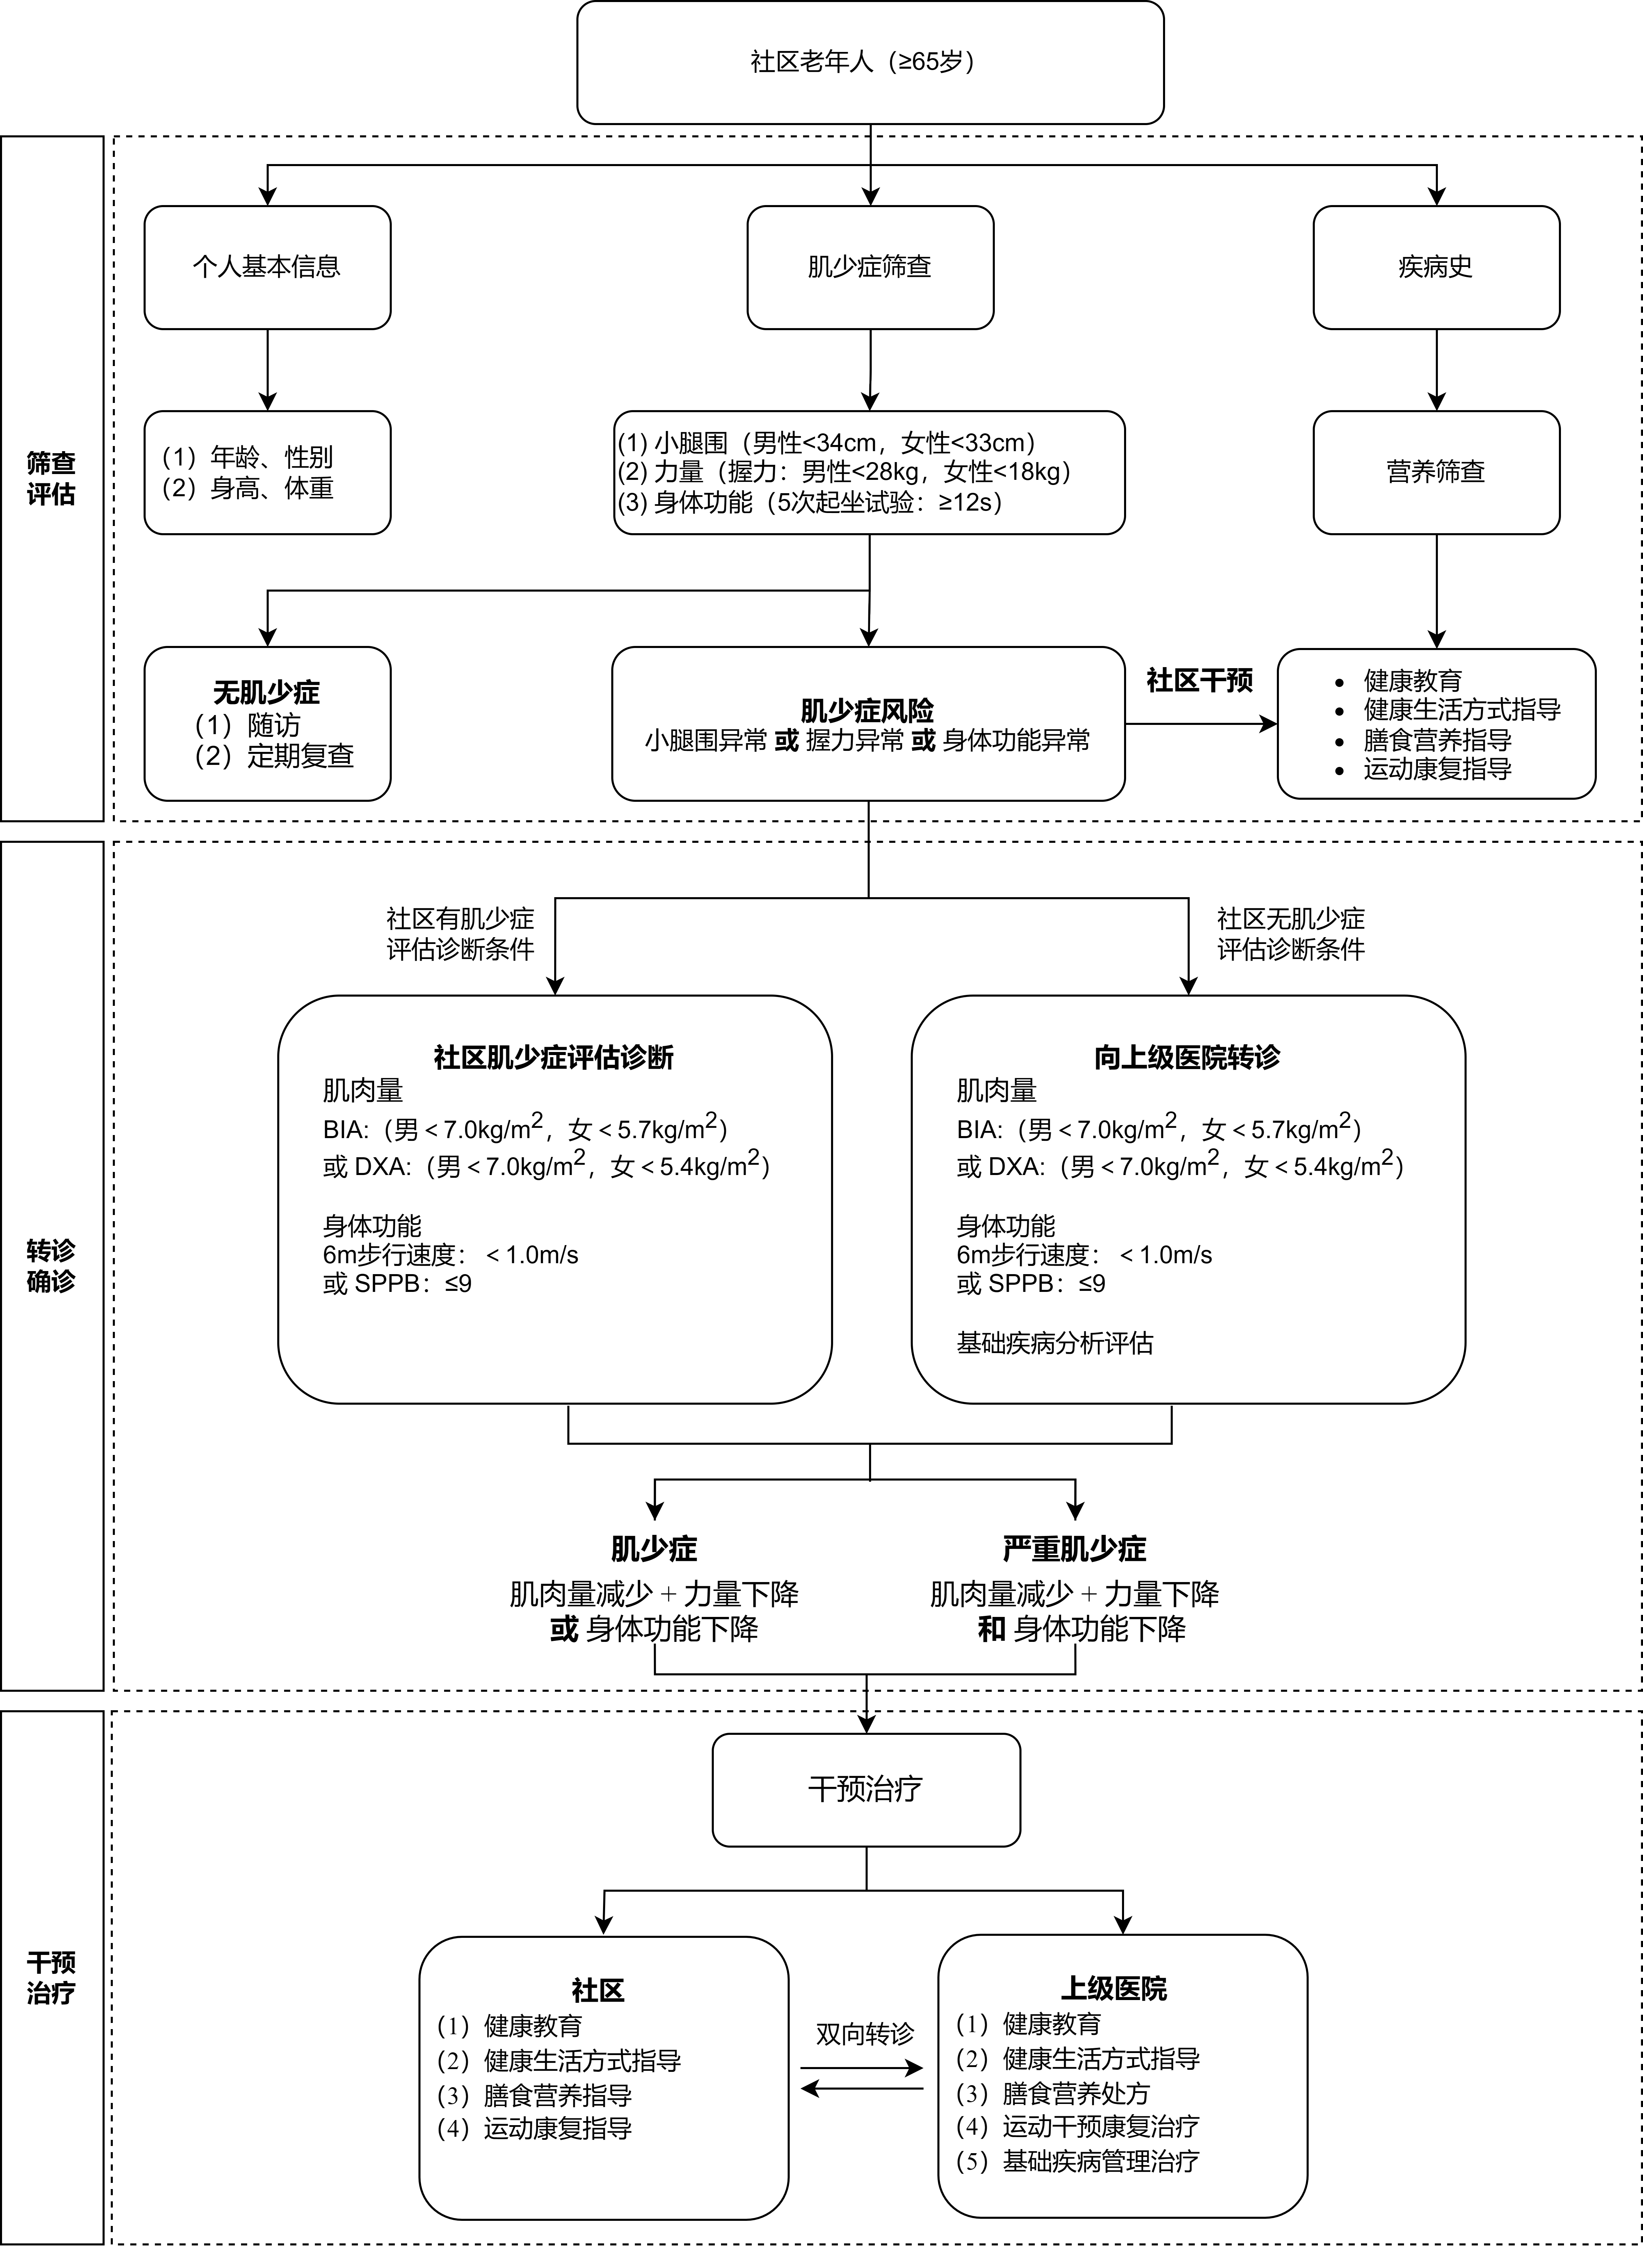 社区老年人（≥65岁）
筛查
评估
个人基本信息
肌少症筛查
疾病史
（1）年龄、性别
（2）身高、体重
(1) 小腿围（男性<34cm，女性<33cm）
(2) 力量（握力：男性<28kg，女性<18kg）
(3) 身体功能（5次起坐试验：≥12s）
营养筛查
无肌少症
（1）随访
（2）定期复查
肌少症风险
小腿围异常 或 握力异常 或 身体功能异常
社区干预
• 健康教育
• 健康生活方式指导
• 膳食营养指导
• 运动康复指导
转诊
确诊
社区有肌少症
评估诊断条件
社区无肌少症
评估诊断条件
社区肌少症评估诊断
肌肉量
BIA:（男＜7.0kg/m²，女＜5.7kg/m²）
或 DXA:（男＜7.0kg/m²，女＜5.4kg/m²）
身体功能
6m步行速度：＜1.0m/s
或 SPPB：≤9
向上级医院转诊
肌肉量
BIA:（男＜7.0kg/m²，女＜5.7kg/m²）
或 DXA:（男＜7.0kg/m²，女＜5.4kg/m²）
身体功能
6m步行速度：＜1.0m/s
或 SPPB：≤9
基础疾病分析评估
肌少症
肌肉量减少 + 力量下降
或 身体功能下降
严重肌少症
肌肉量减少 + 力量下降
和 身体功能下降
干预
治疗
干预治疗
社区
（1）健康教育
（2）健康生活方式指导
（3）膳食营养指导
（4）运动康复指导
双向转诊
上级医院
（1）健康教育
（2）健康生活方式指导
（3）膳食营养处方
（4）运动干预康复治疗
（5）基础疾病管理治疗